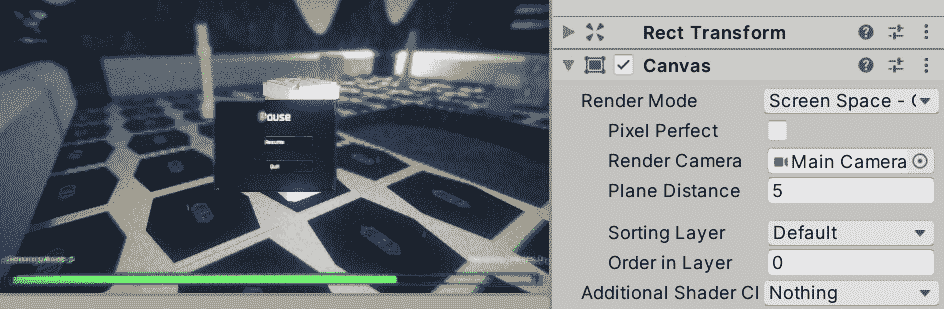 Pause
Resume
Quit
Rect Transform
Canvas
Render Mode
Screen Space - (
Pixel Perfect
Render Camera
Main Camera
Plane Distance
5
Sorting Layer
Default
Order in Layer
0
Additional Shader Cl
Nothing